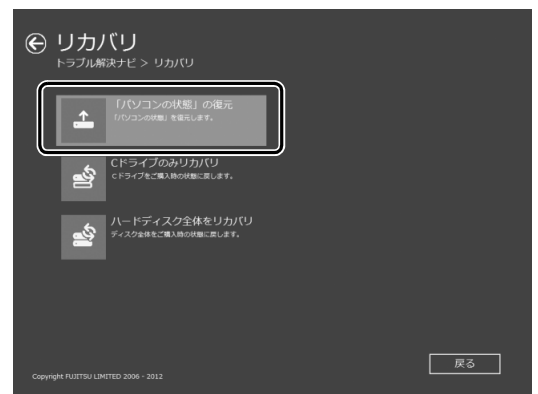 リカバリ
トラブル解決ナビ > リカバリ
「パソコンの状態」の復元
「パソコンの状態」を復元します。
Cドライブのみリカバリ
Cドライブをご購入時の状態に戻します。
ハードディスク全体をリカバリ
ディスク全体をご購入時の状態に戻します。
戻る
Copyright FUJITSU LIMITED 2006 - 2012